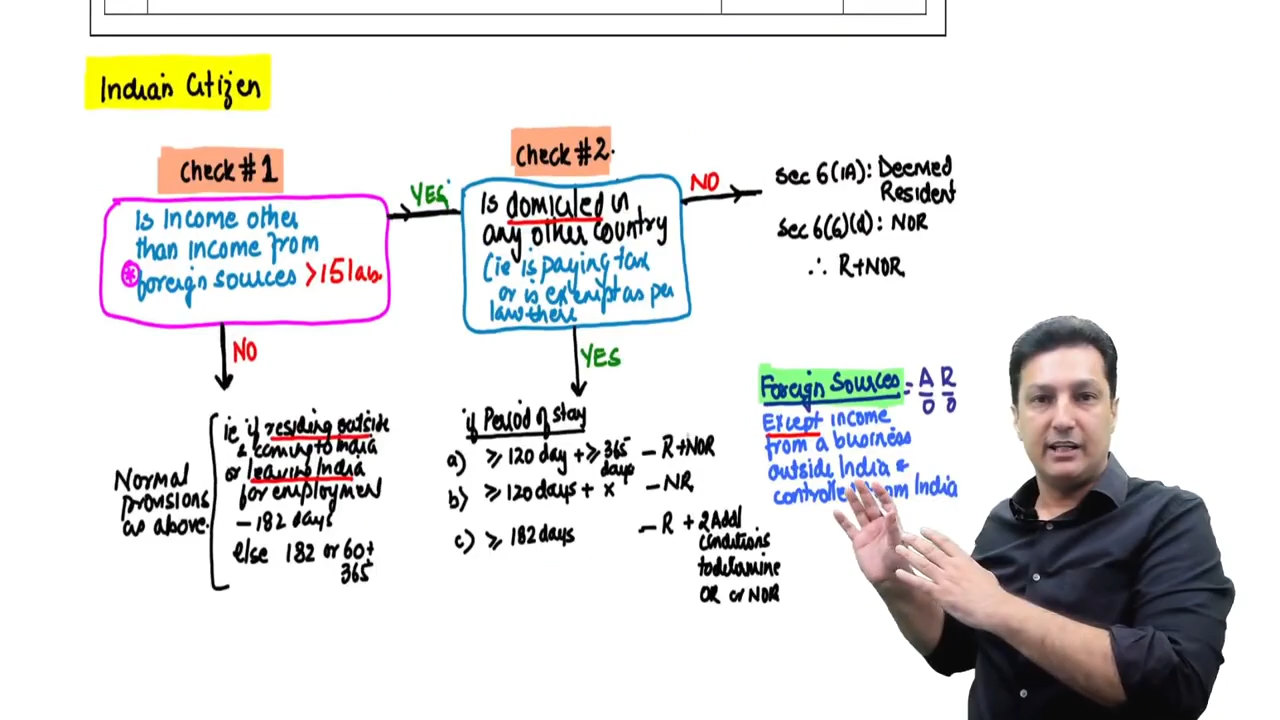 Indian Citizen
Check #1
Is Income other
than income from
* foreign sources >15 lacs.
YES
NO
Normal
provisions
as above.
ie if residing outside
& coming to India
or leaving India
for employment
- 182 days
else 182 or 60+
365
Check #2.
Is domiciled in
any other country
(ie is paying tax
or is exempt as per
law there
NO
YES
if Period of stay
a) ≥ 120 day + ≥ 365
days
- R+NOR
b) ≥ 120 days + x - NR
c) ≥ 182 days - R + 2 Addl
conditions
to determine
OR or NOR
Sec 6(1A): Deemed
Resident
Sec 6(6)(d): NOR
∴ R+NOR
Foreign Sources = A/O R/O
Except income
from a business
outside India &
from India